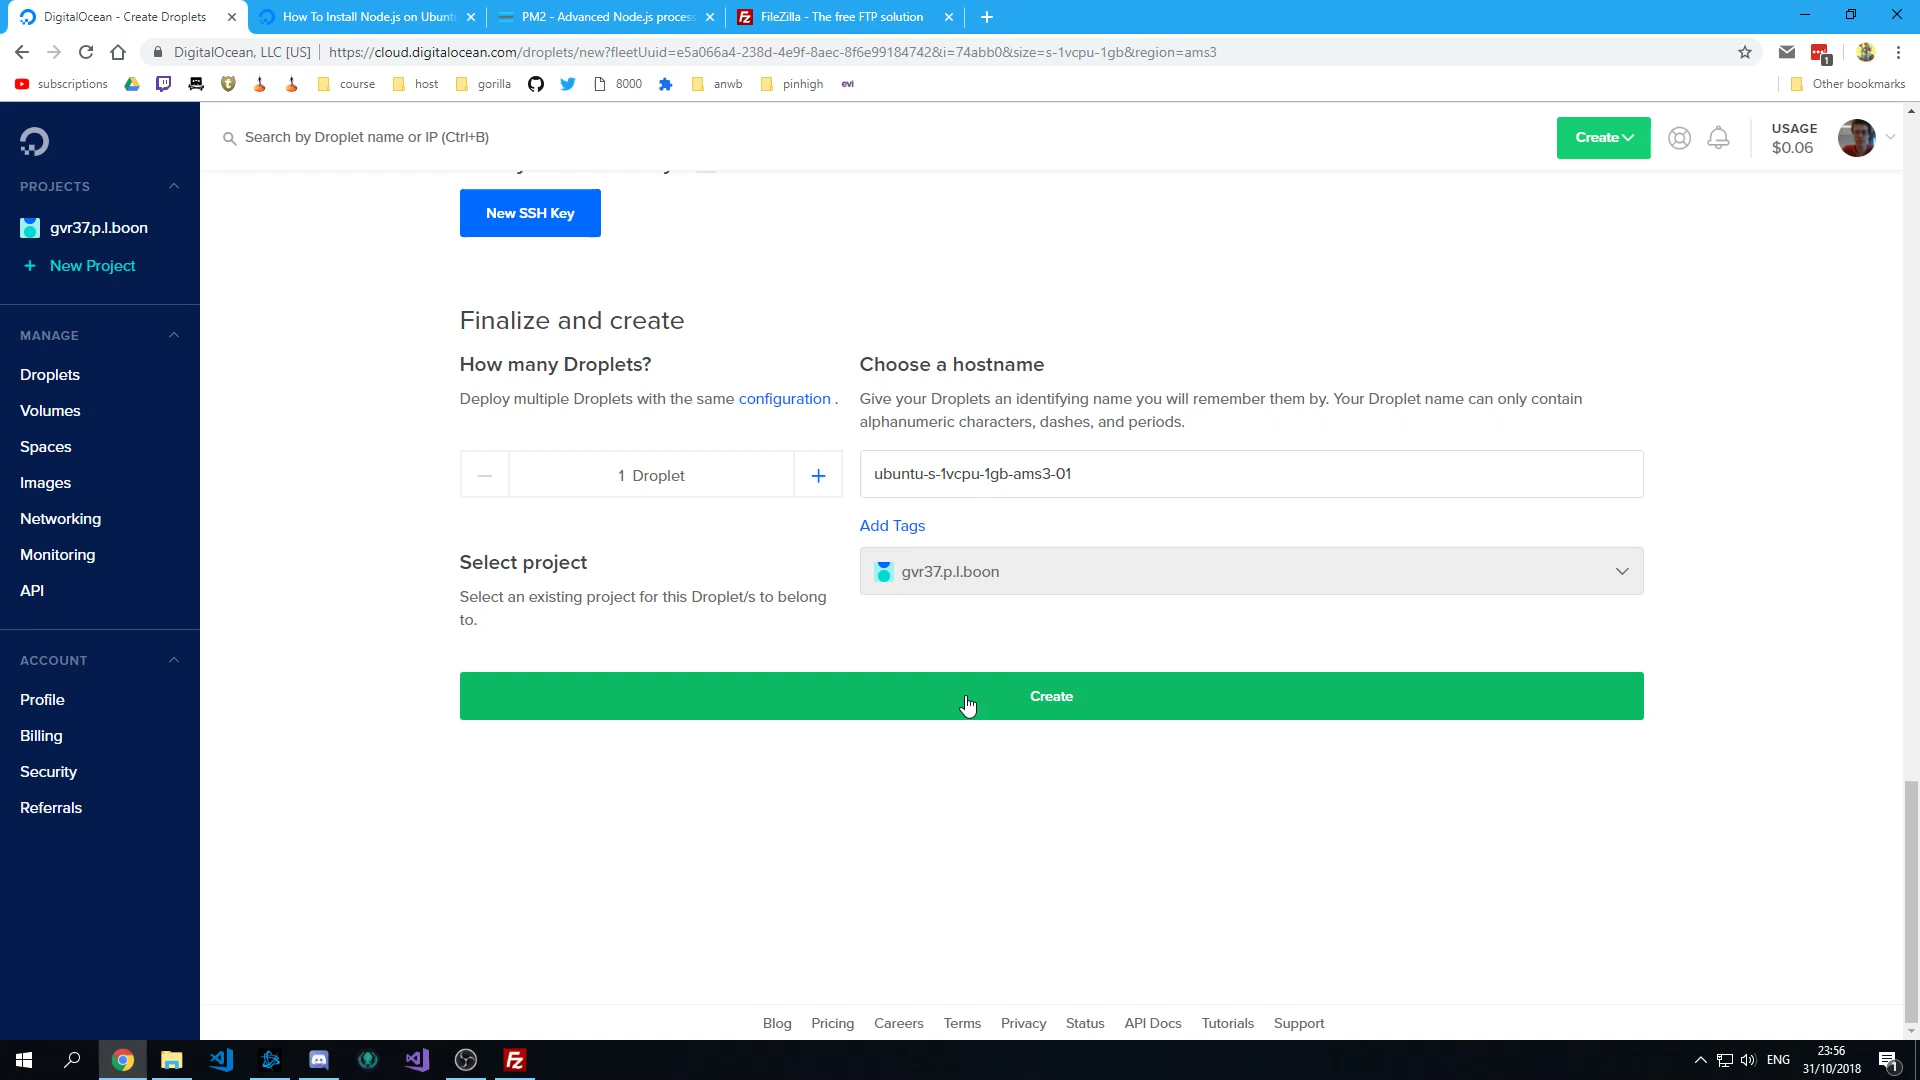 DigitalOcean - Create Droplets
How To Install Node.js on Ubunt
PM2 - Advanced Node.js process
FileZilla - The free FTP solution
DigitalOcean, LLC [US]
https://cloud.digitalocean.com/droplets/new?fleetUuid=e5a066a4-238d-4e9f-8aec-8f6e99184742&i=74abb0&size=s-1vcpu-1gb&region=ams3
subscriptions
course
host
gorilla
8000
anwb
pinhigh
evi
Other bookmarks
Search by Droplet name or IP (Ctrl+B)
Create
USAGE
$0.06
PROJECTS
gvr37.p.l.boon
+ New Project
MANAGE
Droplets
Volumes
Spaces
Images
Networking
Monitoring
API
ACCOUNT
Profile
Billing
Security
Referrals
New SSH Key
Finalize and create
How many Droplets?
Deploy multiple Droplets with the same configuration .
1 Droplet
Choose a hostname
Give your Droplets an identifying name you will remember them by. Your Droplet name can only contain
alphanumeric characters, dashes, and periods.
ubuntu-s-1vcpu-1gb-ams3-01
Add Tags
Select project
Select an existing project for this Droplet/s to belong
to.
gvr37.p.l.boon
Create
Blog Pricing Careers Terms Privacy Status API Docs Tutorials Support
ENG
23:56
31/10/2018
1